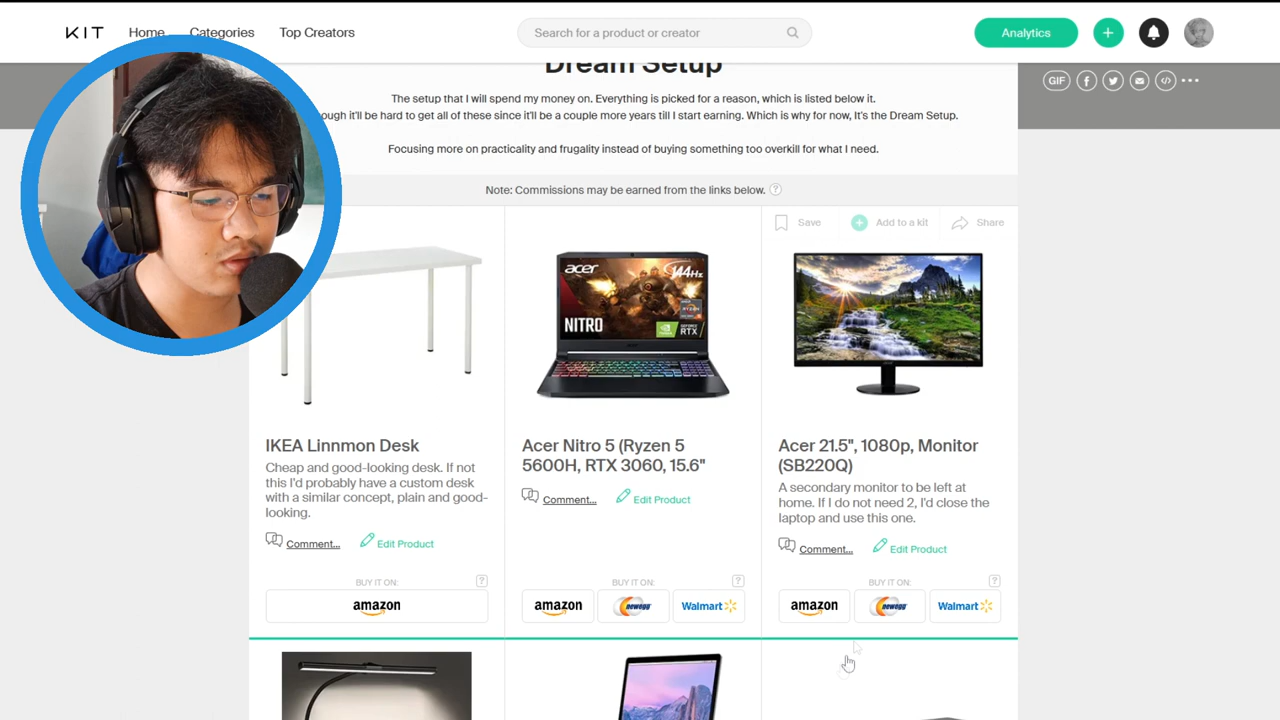 KIT
Home
Categories
Top Creators
Search for a product or creator
Analytics
Dream Setup
GIF
The setup that I will spend my money on. Everything is picked for a reason, which is listed below it.
ough it'll be hard to get all of these since it'll be a couple more years till I start earning. Which is why for now, It's the Dream Setup.
Focusing more on practicality and frugality instead of buying something too overkill for what I need.
Note: Commissions may be earned from the links below. ?
Save
Add to a kit
Share
acer
144Hz
NITRO
RYZEN
GEFORCE
RTX
IKEA Linnmon Desk
Cheap and good-looking desk. If not
this I'd probably have a custom desk
with a similar concept, plain and good-
looking.
Comment...
Edit Product
BUY IT ON:
?
amazon
Acer Nitro 5 (Ryzen 5
5600H, RTX 3060, 15.6"
Comment...
Edit Product
BUY IT ON:
?
amazon
newegg
Walmart
Acer 21.5", 1080p, Monitor
(SB220Q)
A secondary monitor to be left at
home. If I do not need 2, I'd close the
laptop and use this one.
Comment...
Edit Product
BUY IT ON:
?
amazon
newegg
Walmart